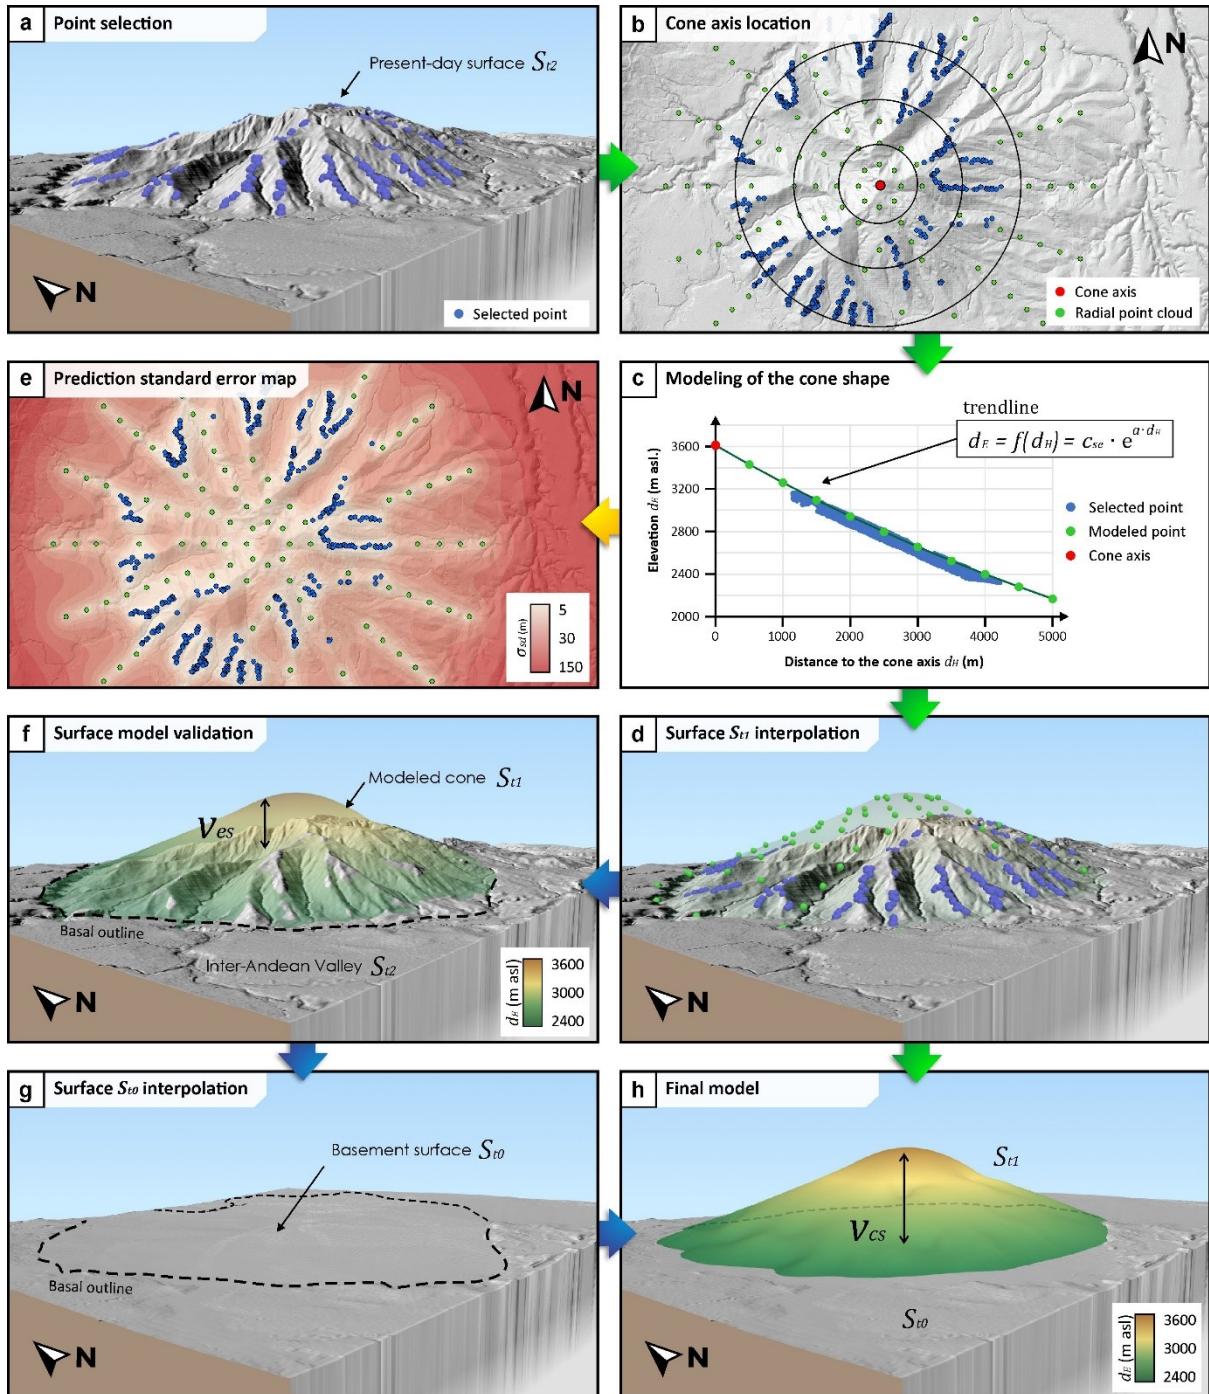 a Point selection
Present-day surface St2
N
Selected point
b Cone axis location
N
Cone axis
Radial point cloud
e Prediction standard error map
N
σsd (m)
5
30
150
c Modeling of the cone shape
trendline
dE = f(dH) = cse · e^a·dH
Elevation dE (m asl.)
3600
3200
2800
2400
2000
0 1000 2000 3000 4000 5000
Distance to the cone axis dH (m)
Selected point
Modeled point
Cone axis
f Surface model validation
Modeled cone St1
Ves
Basal outline
Inter-Andean Valley St2
N
dH (m asl)
3600
3000
2400
d Surface St1 interpolation
N
g Surface St0 interpolation
Basement surface St0
Basal outline
N
h Final model
St1
Vcs
St0
N
dE (m asl)
3600
3000
2400